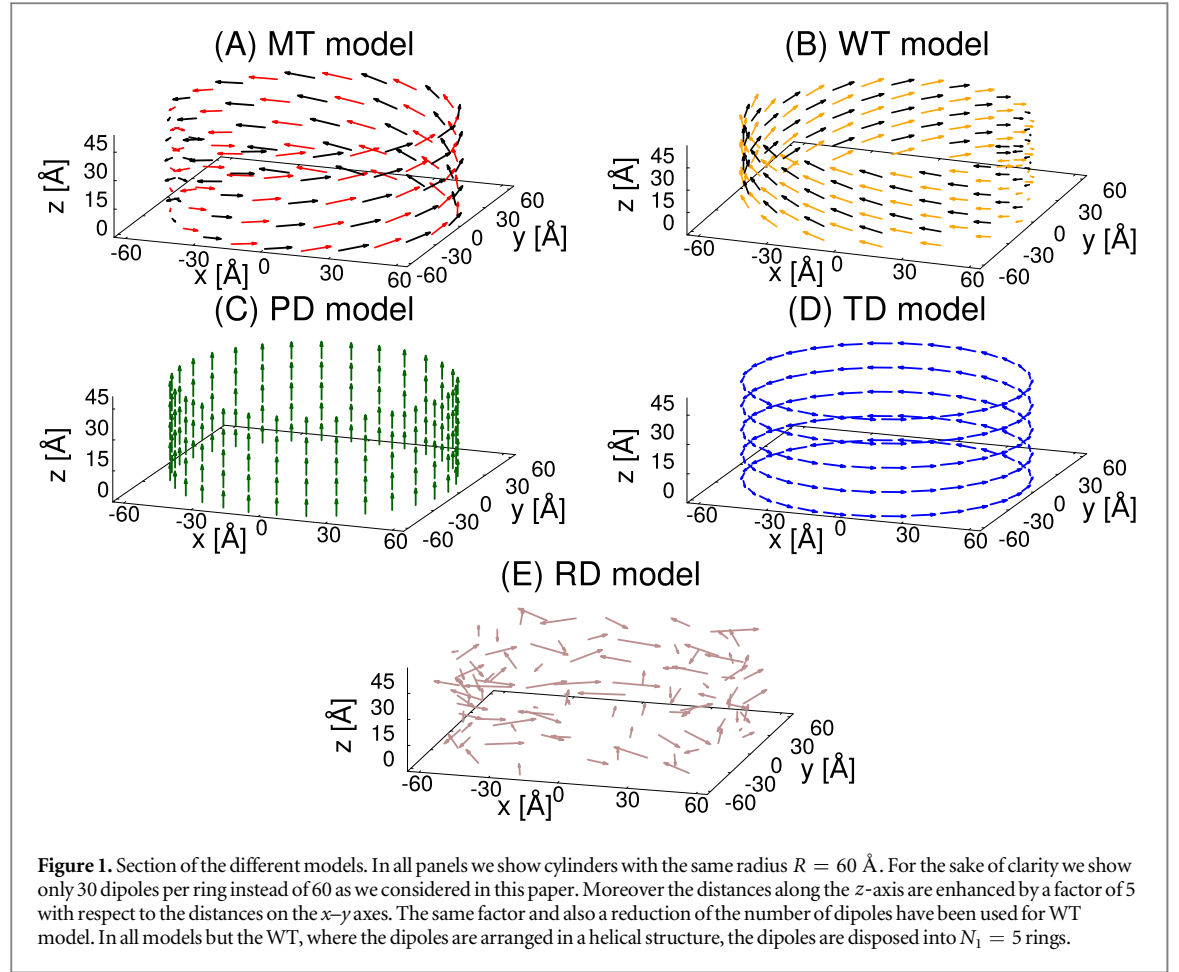 (A) MT model
45
30
15
0
z [Å]
-60
-30
0
30
60
x [Å]
-60
-30
0
30
60
y [Å]
(B) WT model
45
30
15
0
z [Å]
-60
-30
0
30
60
x [Å]
-60
-30
0
30
60
y [Å]
(C) PD model
45
30
15
0
z [Å]
-60
-30
0
30
60
x [Å]
-60
-30
0
30
60
y [Å]
(D) TD model
45
30
15
0
z [Å]
-60
-30
0
30
60
x [Å]
-60
-30
0
30
60
y [Å]
(E) RD model
45
30
15
0
z [Å]
-60
-30
0
30
60
x [Å]
-60
-30
0
30
60
y [Å]
Figure 1. Section of the different models. In all panels we show cylinders with the same radius R = 60 Å. For the sake of clarity we show
only 30 dipoles per ring instead of 60 as we considered in this paper. Moreover the distances along the z-axis are enhanced by a factor of 5
with respect to the distances on the x–y axes. The same factor and also a reduction of the number of dipoles have been used for WT
model. In all models but the WT, where the dipoles are arranged in a helical structure, the dipoles are disposed into N₁ = 5 rings.